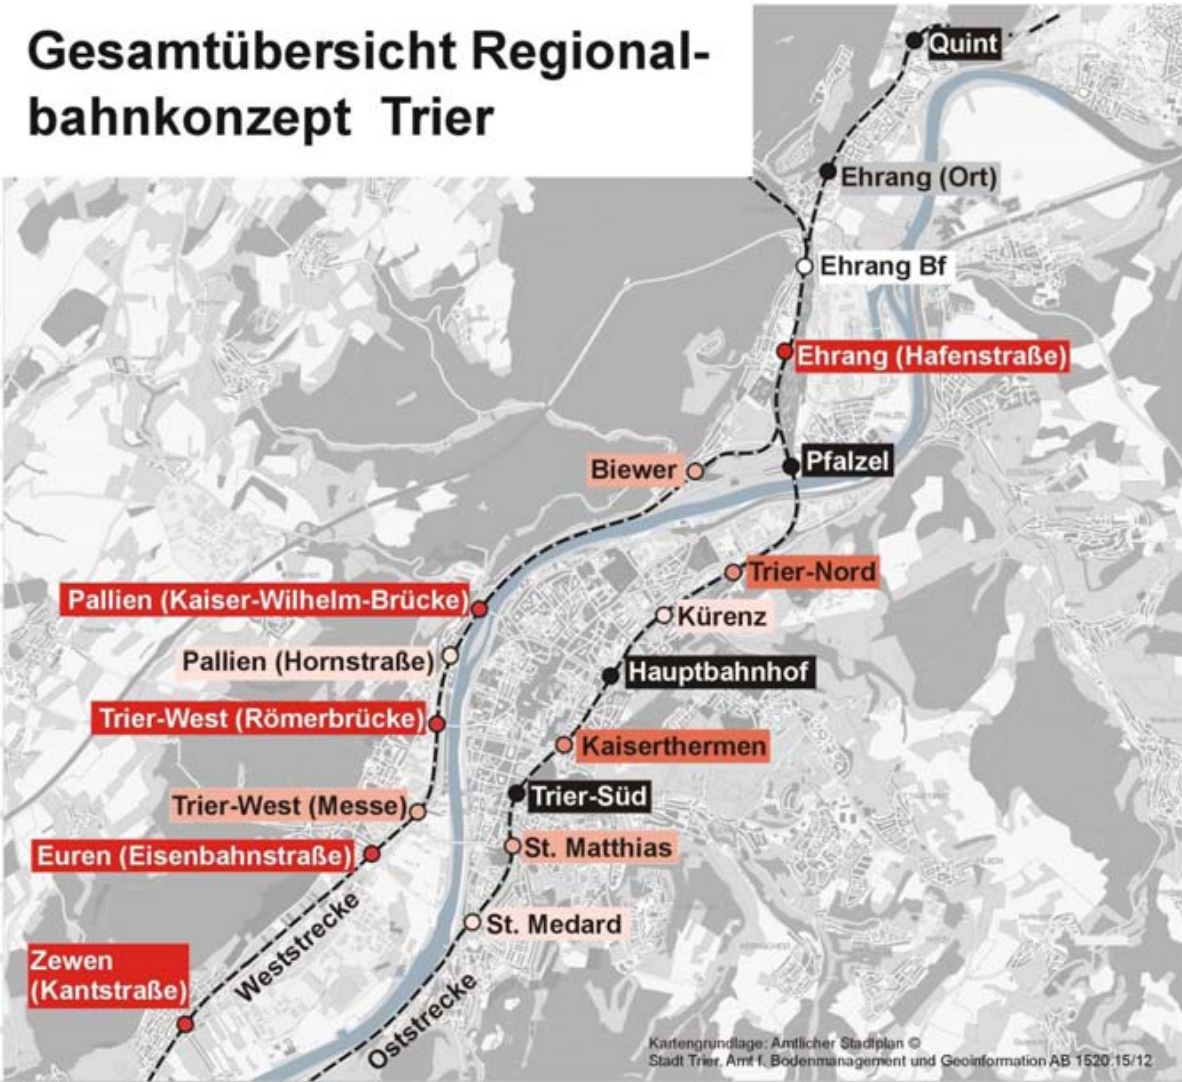 Gesamtübersicht Regional-
bahnkonzept Trier
Quint
Ehrang (Ort)
Ehrang Bf
Ehrang (Hafenstraße)
PFALZEL
Biewer
Pfalzel
Trier-Nord
Pallien (Kaiser-Wilhelm-Brücke)
Kürenz
Pallien (Hornstraße)
Hauptbahnhof
Trier-West (Römerbrücke)
Kaiserthermen
Trier-Süd
Trier-West (Messe)
St. Matthias
Euren (Eisenbahnstraße)
St. Medard
Weststrecke
Zewen
(Kantstraße)
Oststrecke
Kartengrundlage: Amtlicher Stadtplan ©
Stadt Trier, Amt f. Bodenmanagement und Geoinformation AB 1520.15/12